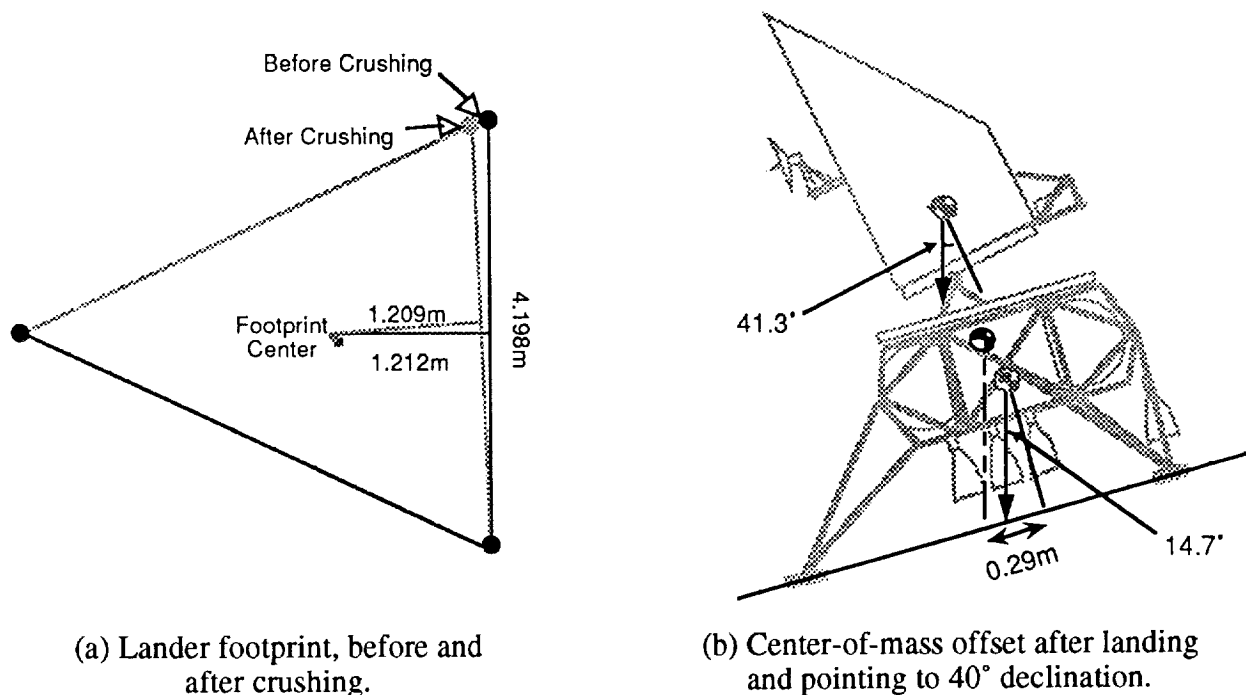 Before Crushing
After Crushing
1.209m
Footprint
Center
1.212m
4.198m
41.3°
14.7°
0.29m
(a) Lander footprint, before and
after crushing.
(b) Center-of-mass offset after landing
and pointing to 40° declination.